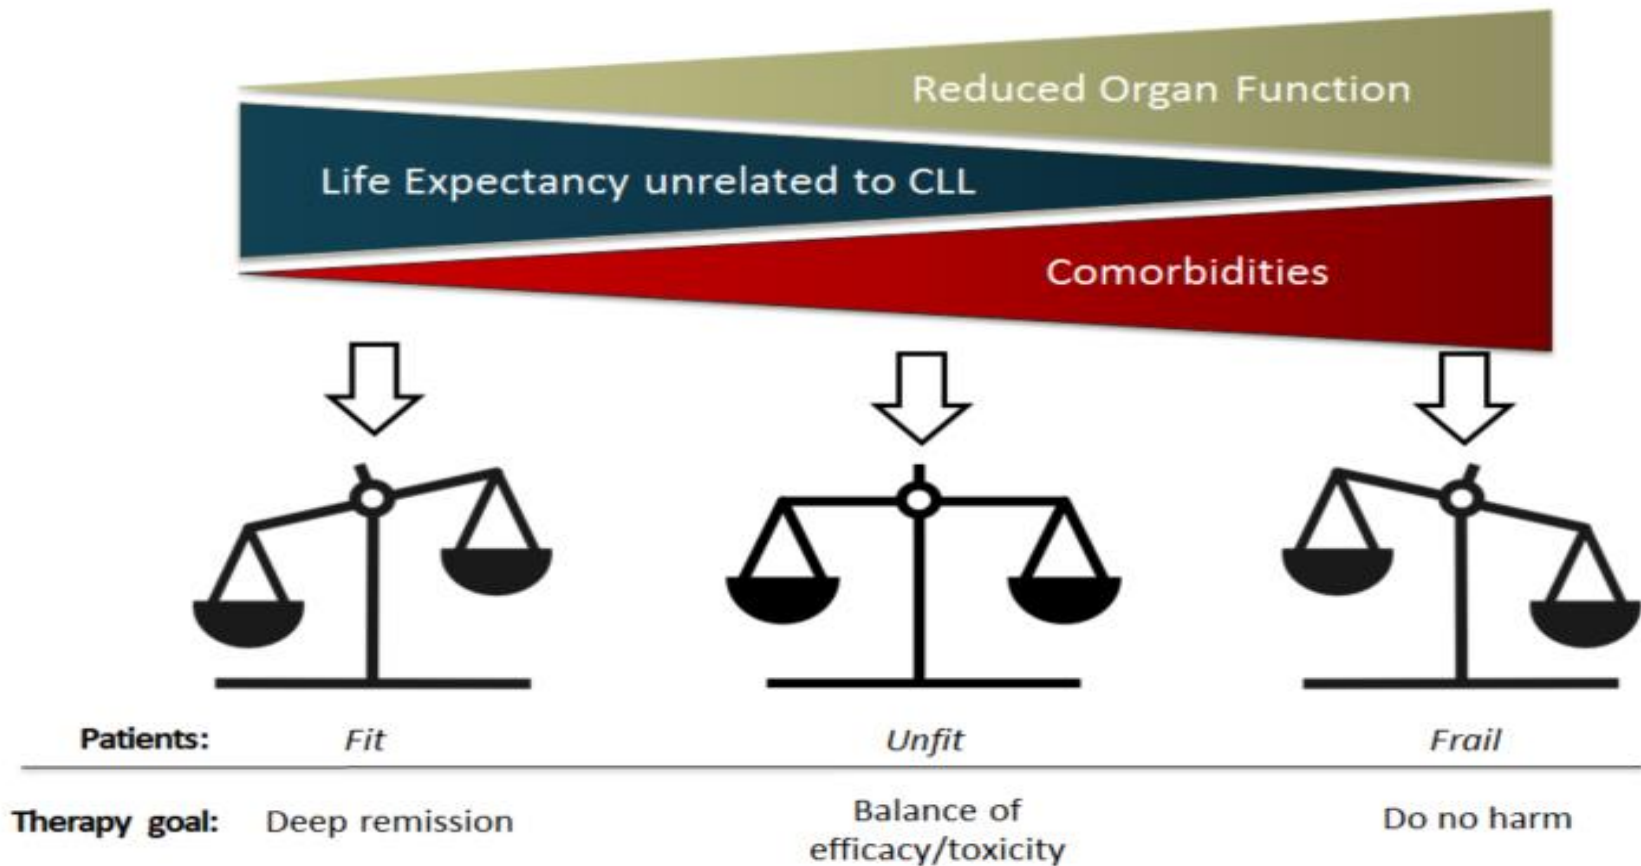 Reduced Organ Function
Life Expectancy unrelated to CLL
Comorbidities
Patients: Fit Unfit Frail
Therapy goal: Deep remission Balance of efficacy/toxicity Do no harm